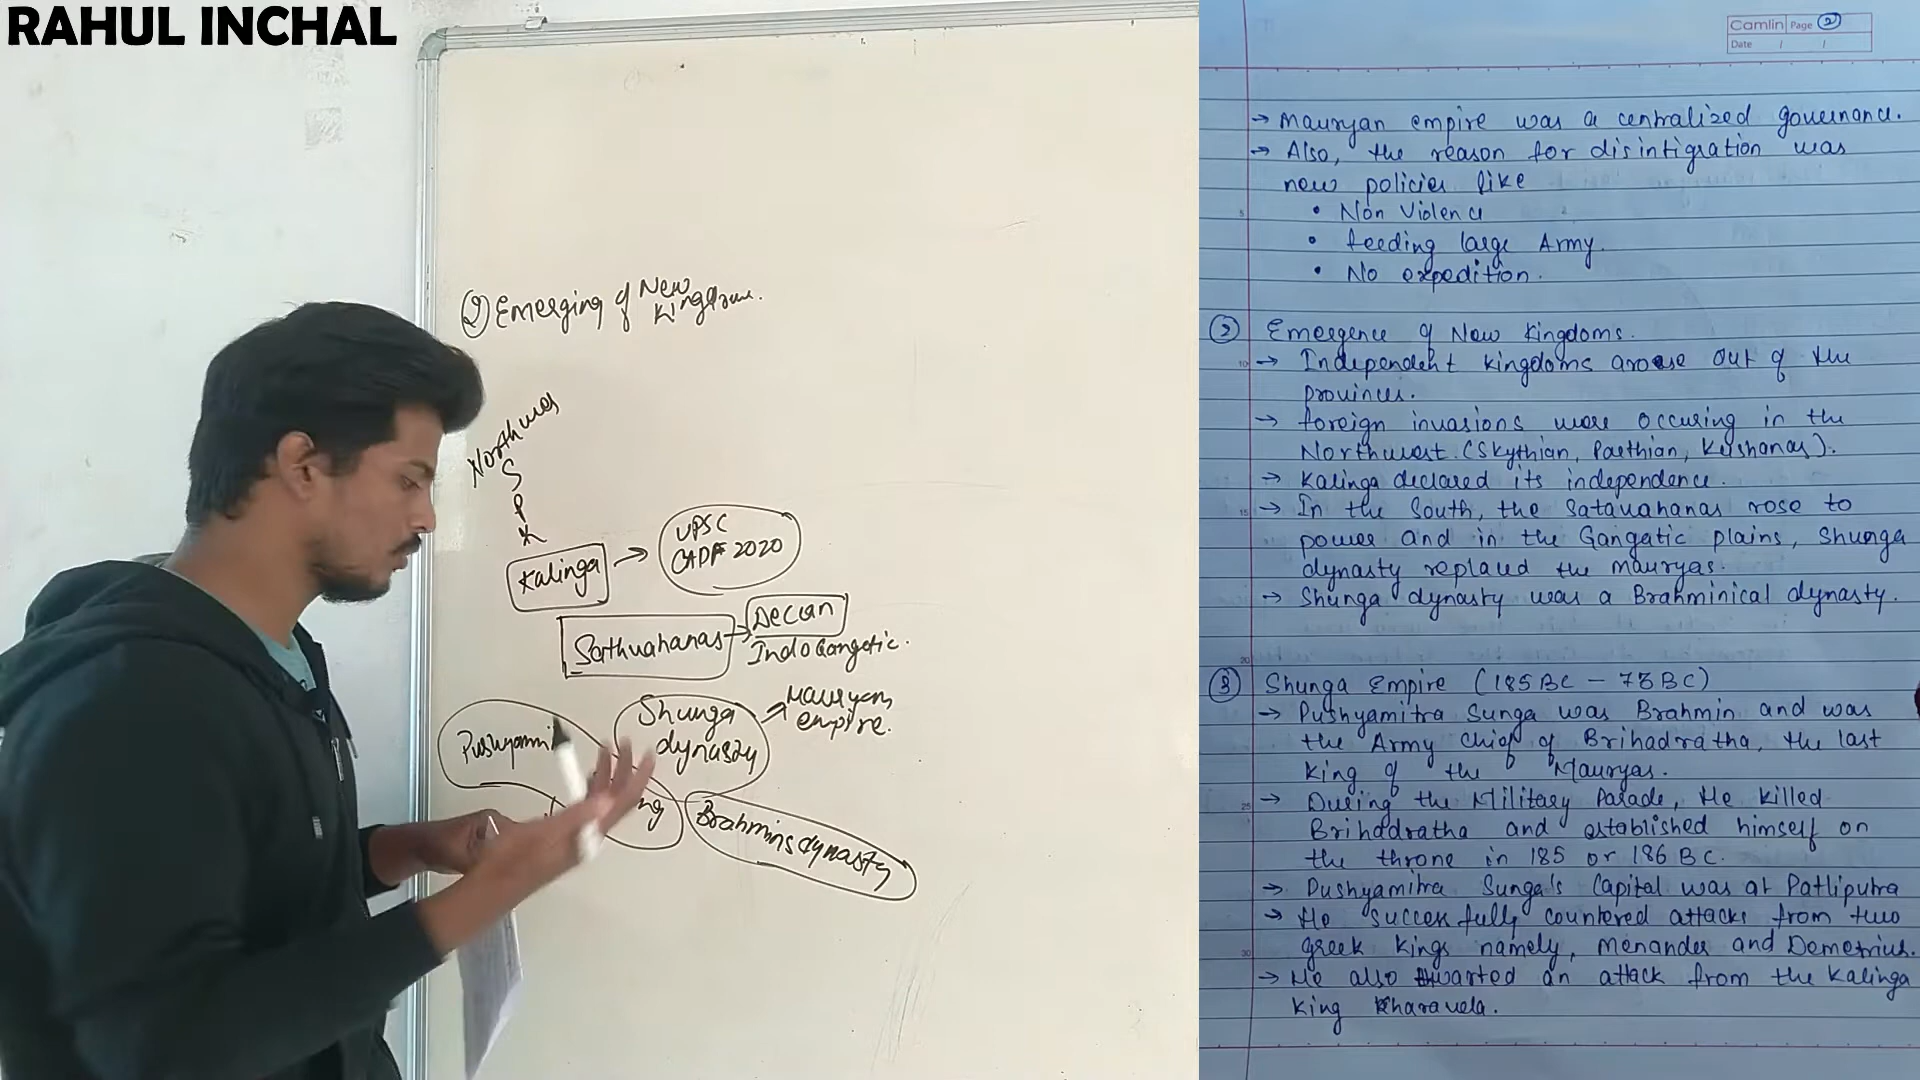 RAHUL INCHAL
2) Emerging of New
Kingdom.
Northwes
S
P
K
Kalinga → UPSC
CAPF 2020
Sathvahanas → Deccan
Indo Gangetic.
Shunga
dynasty → Mauryan
empire.
Pushyami
ng
Brahmins dynasty
Camlin Page 2
Date / /
→ Mauryan empire was a centralized governance.
→ Also, the reason for disintigration was
new policies like
• Non Violence
• feeding large Army.
• No expedition.
2 Emergence of New Kingdoms.
→ Independent kingdoms arouse out of the
provinces.
→ foreign invasions were occuring in the
Northwest. (Skythian, Parthian, Kushanas).
→ Kalinga declared its independence.
→ In the South, the Satavahanas rose to
power and in the Gangatic plains, Shunga
dynasty replaced the mauryas.
→ Shunga dynasty was a Brahminical dynasty.
3 Shunga Empire (185 BC - 73 BC)
→ Pushyamitra Sunga was Brahmin and was
the Army chief of Brihadratha, the last
king of the Mauryas.
→ During the Military Parade, He killed
Brihadratha and established himself on
the throne in 185 or 186 BC.
→ Pushyamitra Sunga's Capital was at Patliputra
→ He successfully countered attacks from two
greek kings namely, Menander and Demetrius.
→ He also thwarted an attack from the Kalinga
King Kharavela.